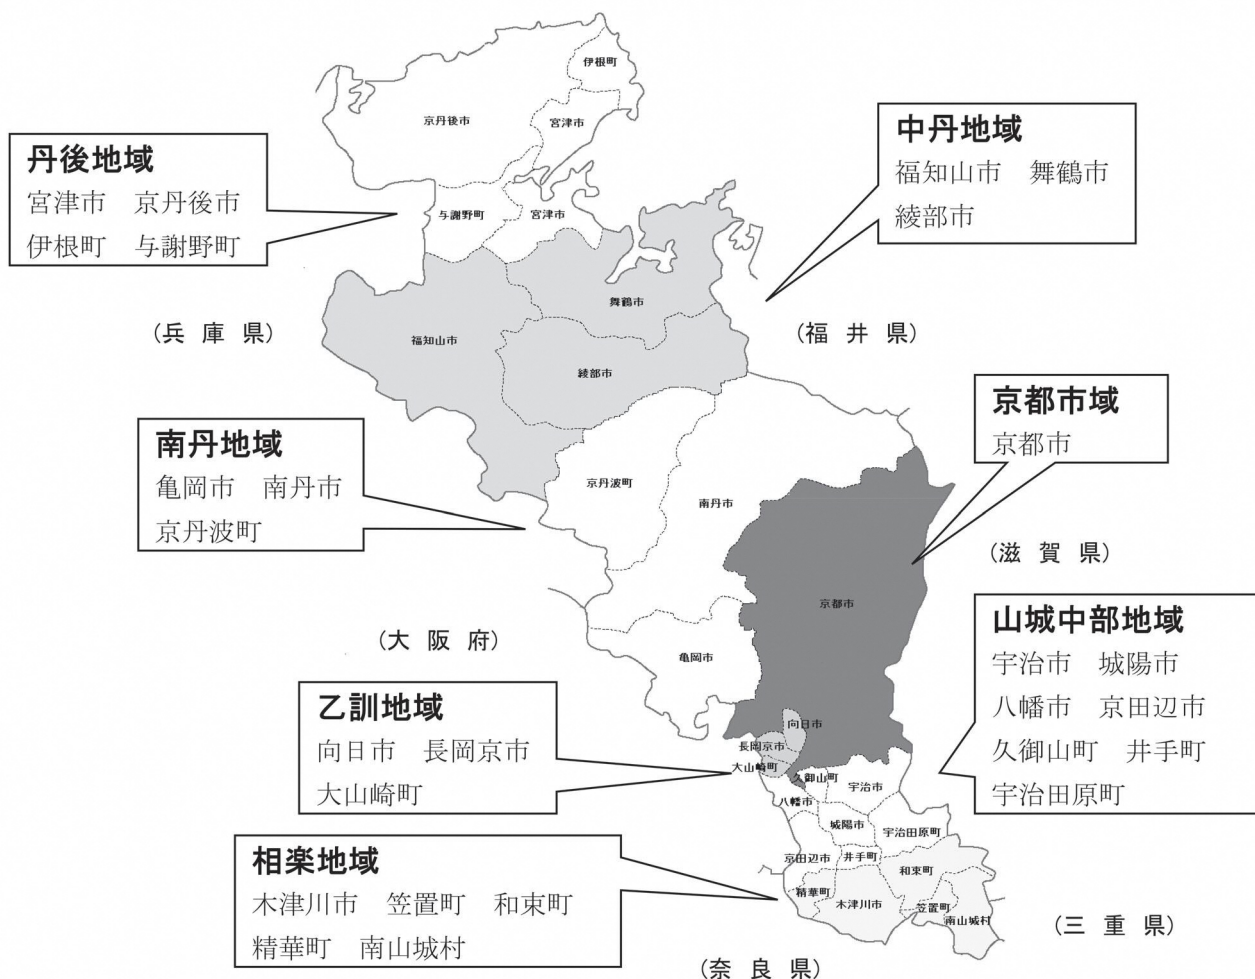 伊根町
京丹後市
宮津市
丹後地域
宮津市 京丹後市
伊根町 与謝野町
中丹地域
福知山市 舞鶴市
綾部市
与謝野町
宮津市
舞鶴市
(兵庫県)
(福井県)
福知山市
綾部市
京都市域
京都市
南丹地域
亀岡市 南丹市
京丹波町
京丹波町
南丹市
(滋賀県)
京都市
山城中部地域
宇治市 城陽市
八幡市 京田辺市
久御山町 井手町
宇治田原町
(大阪府)
亀岡市
乙訓地域
向日市 長岡京市
大山崎町
向日市
長岡京市
大山崎町
久御山町
宇治市
八幡市
城陽市
宇治田原町
京田辺市
井手町
和束町
相楽地域
木津川市 笠置町 和束町
精華町 南山城村
精華町
木津川市
笠置町
南山城村
(三重県)
(奈良県)